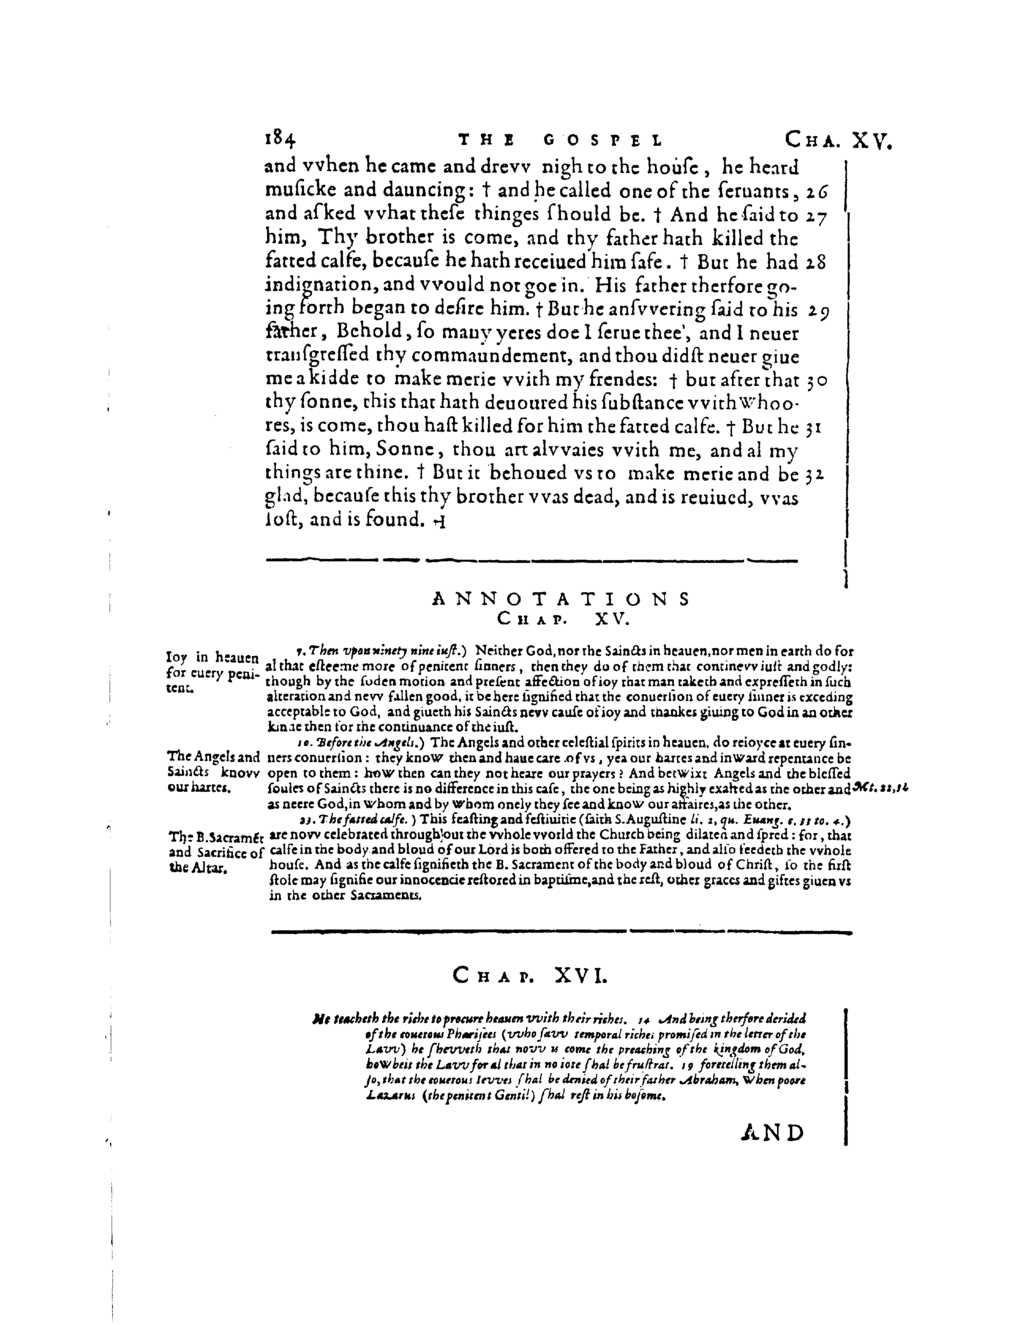 184 THE GOSPEL CHA. XV.
and vvhen he came and drevv nigh to the houſe, he heard
muſicke and dauncing: † and he called one of the ſeruants, 26
and aſked vvhat theſe thinges ſhould be. † And he ſaid to 27
him, Thy brother is come, and thy father hath killed the
fatted calfe, becauſe he hath receiued him ſafe. † But he had 28
indignation, and vvould not goe in. His father therfore go-
ing forth began to deſire him. † But he anſvvering ſaid to his 29
father, Behold, ſo many yeres doe I ſerue thee, and I neuer
tranſgreſſed thy commaundement, and thou didſt neuer giue
me a kidde to make merie vvith my frendes: † but after that 30
thy ſonne, this that hath deuoured his ſubſtance vvith Whoo-
res, is come, thou haſt killed for him the fatted calfe. † But he 31
ſaid to him, Sonne, thou art alvvaies vvith me, and al my
things are thine. † But it behoued vs to make merie and be 32
glad, becauſe this thy brother vvas dead, and is reuiued, vvas
loſt, and is found.
ANNOTATIONS
CHAP. XV.
Ioy in heauen
for euery peni-
tent.
7. Then vpon ninety nine iuſt.) Neither God, nor the Saincts in heauen, nor men in earth do for
al that eſteeme more of penitent ſinners, then they do of them that continevv iuſt and godly:
though by the ſoden motion and preſent affection of ioy that man taketh and expreſſeth in ſuch
alteration and nevv fallen good, it be here ſignified that the conuerſion of euery ſinner is exceding
acceptable to God, and giueth his Saincts nevv cauſe of ioy and thankes giuing to God in an other
kinde then for the continuance of the iuſt.
The Angels and
Saincts knovv
our hartes.
10. Before the Angels.) The Angels and other celeſtial ſpirits in heauen, do reioyce at euery ſin-
ners conuerſion: they knoW then and haue care of vs, yea our hartes and inWard repentance be
open to them: hoW then can they not heare our prayers? And betWixt Angels and the bleſſed
ſoules of Saincts there is no difference in this caſe, the one being as highly exalted as the other and Mt. 22,
as neere God, in Whom and by Whom onely they ſee and know our affaires, as the other.
The B. Sacramēt
and Sacrifice of
the Altar.
23. The fatted calfe.) This feaſting and feſtiuitie (ſaith S. Auguſtine li. 2, qu. Euang. c. 33 to. 4.)
are novv celebrated throughout the vvhole vvorld the Church being dilated and ſpred: for, that
calfe in the body and bloud of our Lord is both offered to the Father, and alſo feedeth the vvhole
houſe. And as the calfe ſignifieth the B. Sacrament of the body and bloud of Chriſt, ſo the firſt
ſtole may ſignifie our innocencie reſtored in baptiſme, and the reſt, other graces and giftes giuen vs
in the other Sacraments.
CHAP. XVI.
He teacheth the riche to procure heauen vvith their riches. 14 And being therfore derided
of the couetous Phariſees (vvho ſavv temporal riches promiſed in the letter of the
Lavv) he ſhevveth that novv is come the preaching of the kingdom of God,
hoWbeit the Lavv for al that in no iote ſhal be fruſtrat. 19 foretelling them al-
ſo, that the couetous Ievves ſhal be denied of their father Abraham, When poore
Lazarus (the penitent Gentil) ſhal reſt in his boſome.
AND